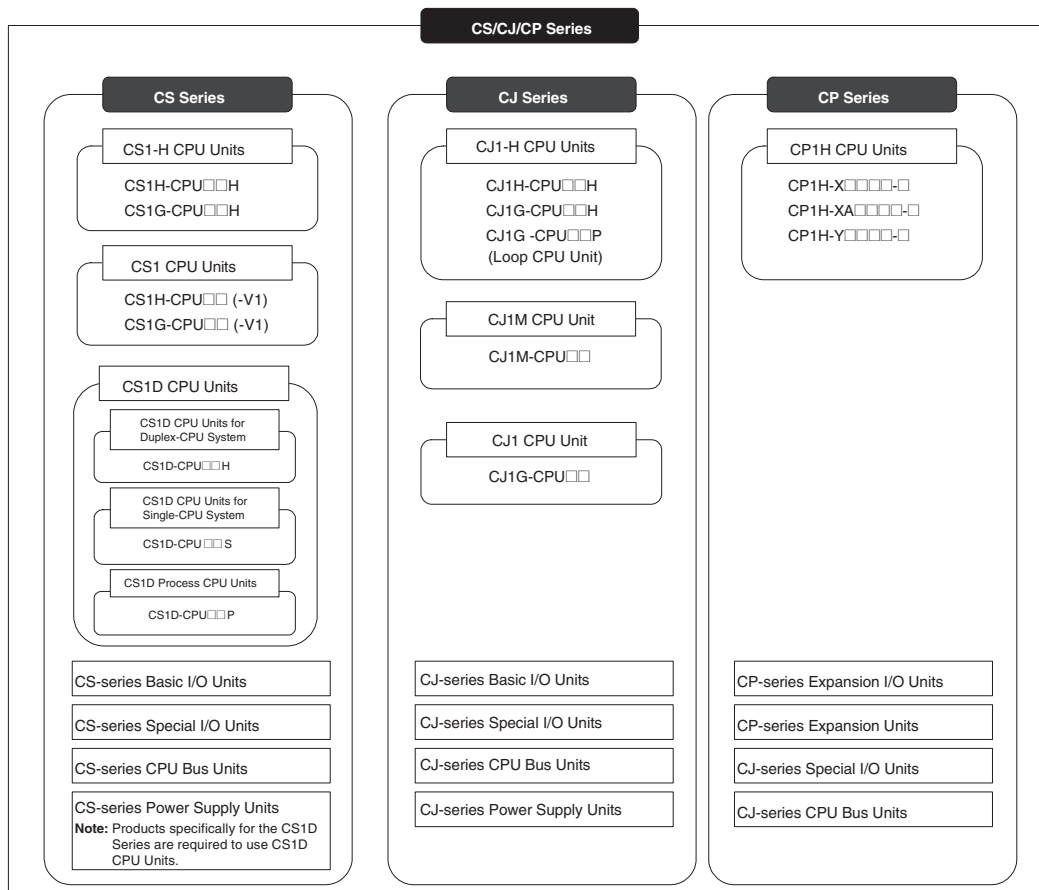 CS/CJ/CP Series
CS Series
CS1-H CPU Units
CS1H-CPU□□H
CS1G-CPU□□H
CS1 CPU Units
CS1H-CPU□□ (-V1)
CS1G-CPU□□ (-V1)
CS1D CPU Units
CS1D CPU Units for
Duplex-CPU System
CS1D-CPU□□H
CS1D CPU Units for
Single-CPU System
CS1D-CPU □□ S
CS1D Process CPU Units
CS1D-CPU□□P
CS-series Basic I/O Units
CS-series Special I/O Units
CS-series CPU Bus Units
CS-series Power Supply Units
Note: Products specifically for the CS1D
Series are required to use CS1D
CPU Units.
CJ Series
CJ1-H CPU Units
CJ1H-CPU□□H
CJ1G-CPU□□H
CJ1G -CPU□□P
(Loop CPU Unit)
CJ1M CPU Unit
CJ1M-CPU□□
CJ1 CPU Unit
CJ1G-CPU□□
CJ-series Basic I/O Units
CJ-series Special I/O Units
CJ-series CPU Bus Units
CJ-series Power Supply Units
CP Series
CP1H CPU Units
CP1H-X□□□□-□
CP1H-XA□□□□-□
CP1H-Y□□□□-□
CP-series Expansion I/O Units
CP-series Expansion Units
CJ-series Special I/O Units
CJ-series CPU Bus Units